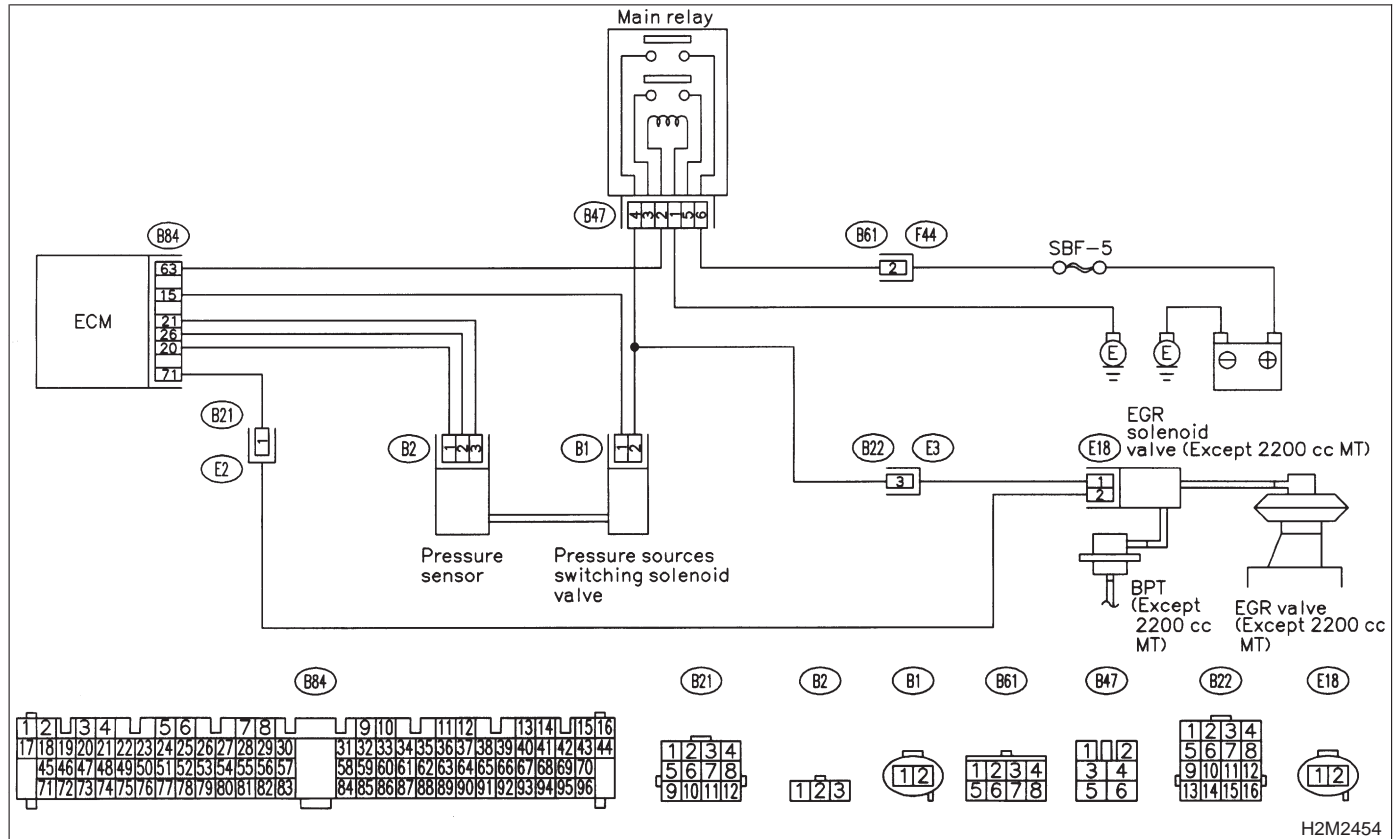 Main relay
B47
4 3 2 1 5 6
B84
B61 F44
SBF-5
2
ECM
63
15
21
26
20
71
E E
B21
1
E2
B2
1 2 3
B1
1 2
B22 E3
3
EGR
solenoid
valve (Except 2200 cc MT)
E18
1
2
Pressure
sensor
Pressure sources
switching solenoid
valve
BPT
(Except
2200 cc
MT)
EGR valve
(Except 2200 cc
MT)
B84 B21 B2 B1 B61 B47 B22 E18
1 2 3 4 5 6 7 8 9 10 11 12 13 14 15 16
17 18 19 20 21 22 23 24 25 26 27 28 29 30 31 32 33 34 35 36 37 38 39 40 41 42 43 44
45 46 47 48 49 50 51 52 53 54 55 56 57 58 59 60 61 62 63 64 65 66 67 68 69 70
71 72 73 74 75 76 77 78 79 80 81 82 83 84 85 86 87 88 89 90 91 92 93 94 95 96
1 2 3 4
5 6 7 8
9 10 11 12
1 2 3
1 2
1 2 3 4
5 6 7 8
1 2
3 4
5 6
1 2 3 4
5 6 7 8
9 10 11 12
13 14 15 16
1 2
H2M2454